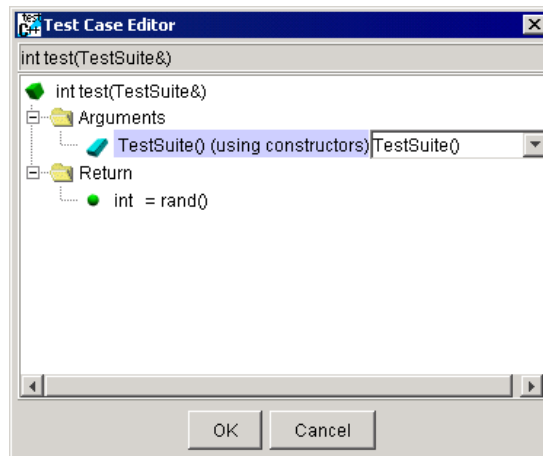 test C++ Test Case Editor
int test(TestSuite&)
int test(TestSuite&)
Arguments
TestSuite() (using constructors) TestSuite()
Return
int = rand()
OK Cancel